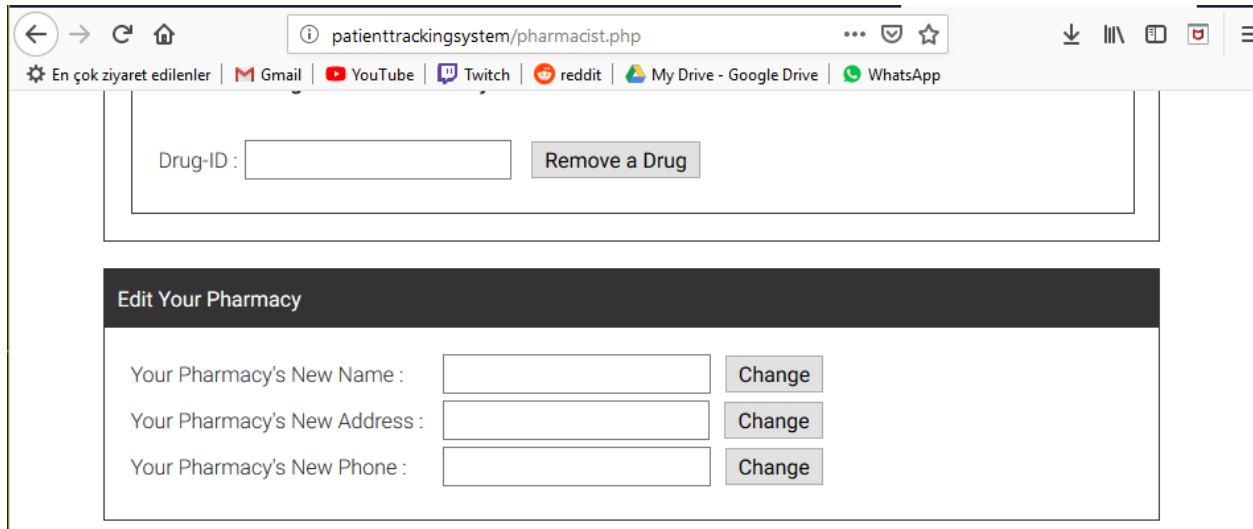 patienttrackingsystem/pharmacist.php
En çok ziyaret edilenler Gmail YouTube Twitch reddit My Drive - Google Drive WhatsApp
Drug-ID : Remove a Drug
Edit Your Pharmacy
Your Pharmacy's New Name : Change
Your Pharmacy's New Address : Change
Your Pharmacy's New Phone : Change